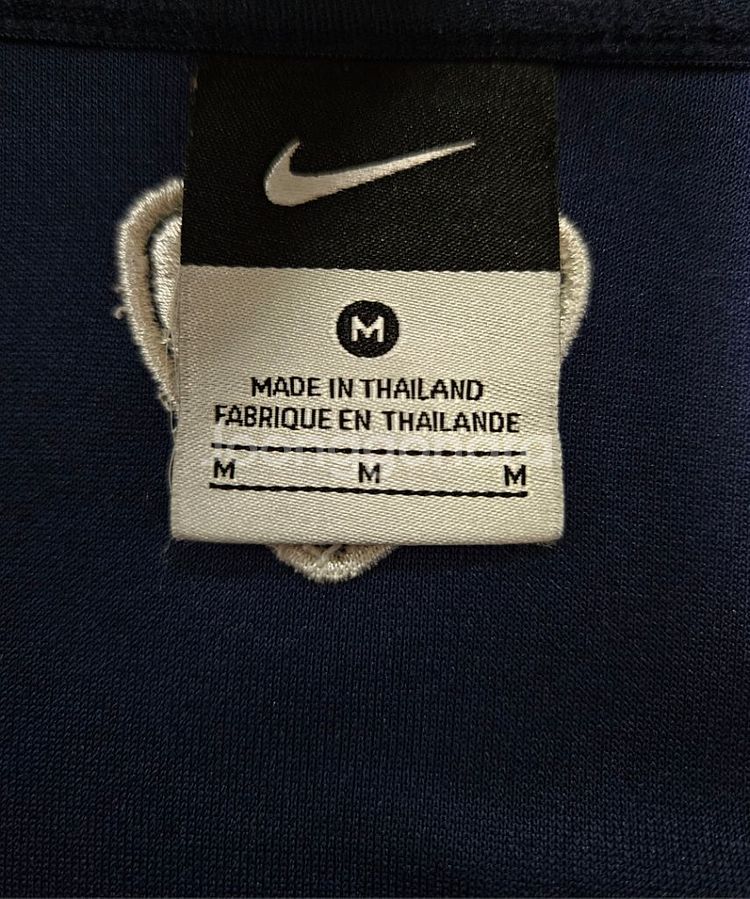 M
MADE IN THAILAND
FABRIQUE EN THAILANDE
M M M